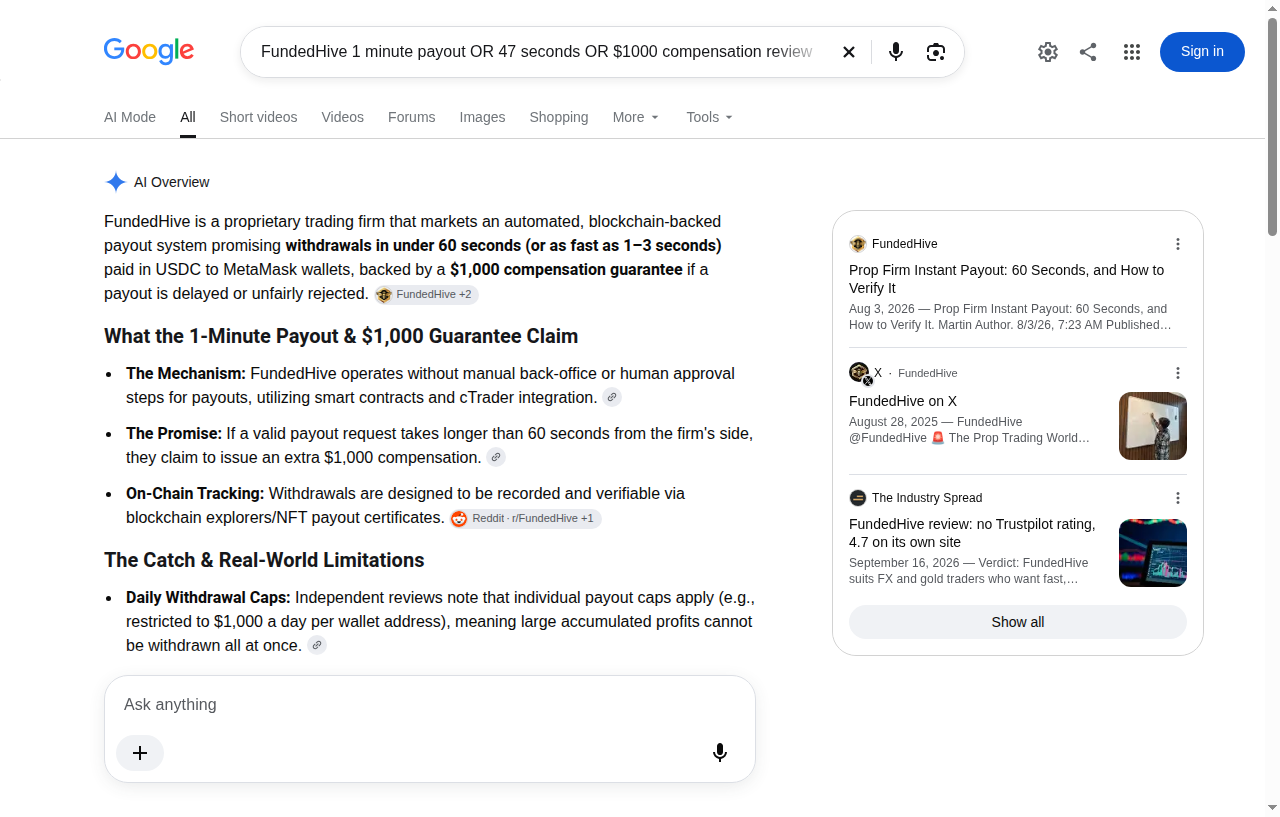 Google
FundedHive 1 minute payout OR 47 seconds OR $1000 compensation review
Sign in
AI Mode
All
Short videos
Videos
Forums
Images
Shopping
More
Tools
AI Overview
FundedHive is a proprietary trading firm that markets an automated, blockchain-backed
payout system promising withdrawals in under 60 seconds (or as fast as 1–3 seconds)
paid in USDC to MetaMask wallets, backed by a $1,000 compensation guarantee if a
payout is delayed or unfairly rejected. FundedHive +2
What the 1-Minute Payout & $1,000 Guarantee Claim
• The Mechanism: FundedHive operates without manual back-office or human approval
steps for payouts, utilizing smart contracts and cTrader integration.
• The Promise: If a valid payout request takes longer than 60 seconds from the firm's side,
they claim to issue an extra $1,000 compensation.
• On-Chain Tracking: Withdrawals are designed to be recorded and verifiable via
blockchain explorers/NFT payout certificates. Reddit · r/FundedHive +1
The Catch & Real-World Limitations
• Daily Withdrawal Caps: Independent reviews note that individual payout caps apply (e.g.,
restricted to $1,000 a day per wallet address), meaning large accumulated profits cannot
be withdrawn all at once.
Ask anything
FundedHive
Prop Firm Instant Payout: 60 Seconds, and How to
Verify It
Aug 3, 2026 — Prop Firm Instant Payout: 60 Seconds, and
How to Verify It. Martin Author. 8/3/26, 7:23 AM Published…
X · FundedHive
FundedHive on X
August 28, 2025 — FundedHive
@FundedHive 🚨 The Prop Trading World…
The Industry Spread
FundedHive review: no Trustpilot rating,
4.7 on its own site
September 16, 2026 — Verdict: FundedHive
suits FX and gold traders who want fast,…
Show all